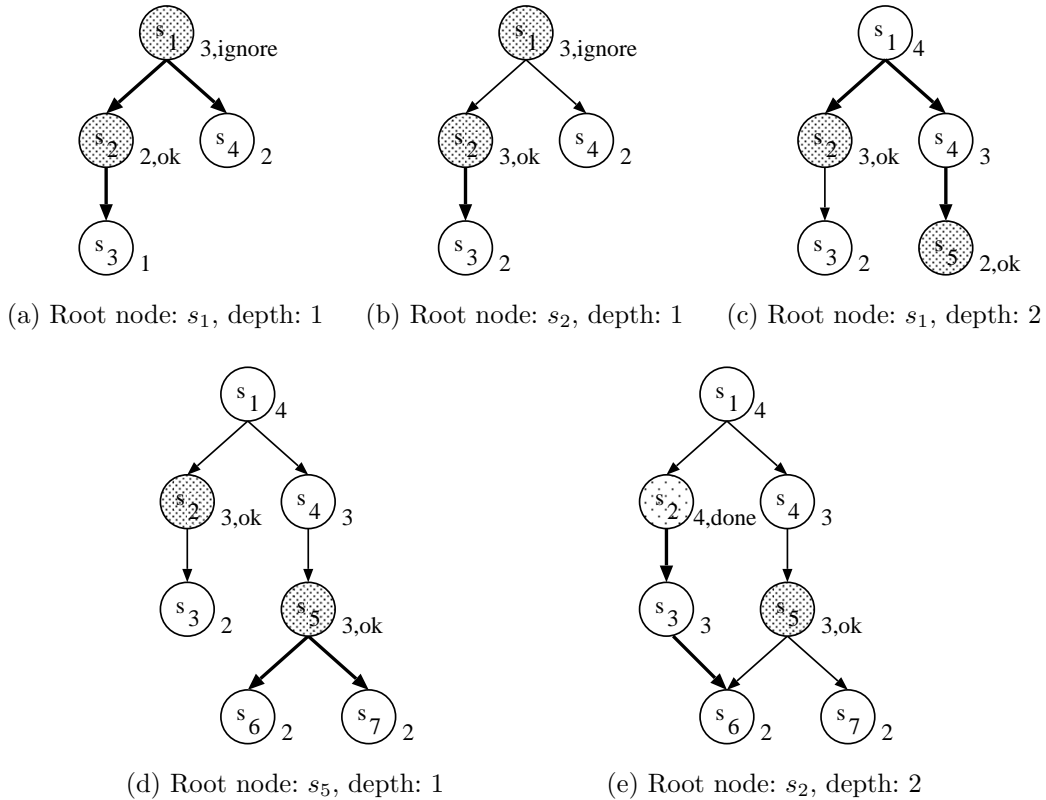 s1 3,ignore
s2 2,ok s4 2
s3 1
(a) Root node: s1, depth: 1
s1 3,ignore
s2 3,ok s4 2
s3 2
(b) Root node: s2, depth: 1
s1 4
s2 3,ok s4 3
s3 2 s5 2,ok
(c) Root node: s1, depth: 2
s1 4
s2 3,ok s4 3
s3 2 s5 3,ok
s6 2 s7 2
(d) Root node: s5, depth: 1
s1 4
s2 4,done s4 3
s3 3 s5 3,ok
s6 2 s7 2
(e) Root node: s2, depth: 2